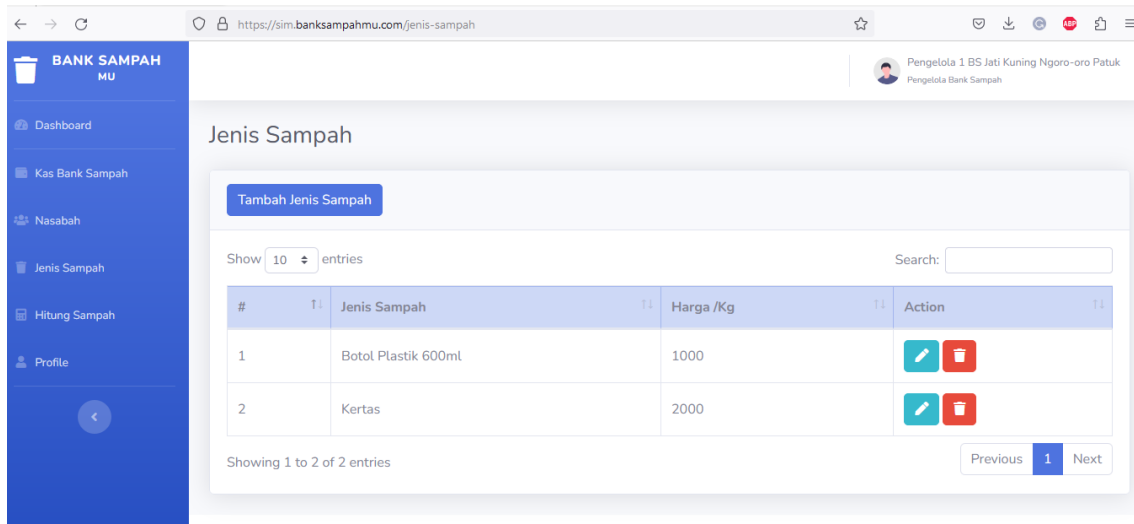 https://sim.banksampahmu.com/jenis-sampah
ABP
BANK SAMPAH
MU
Pengelola 1 BS Jati Kuning Ngoro-oro Patuk
Pengelola Bank Sampah
Dashboard
Kas Bank Sampah
Nasabah
Jenis Sampah
Hitung Sampah
Profile
Jenis Sampah
Tambah Jenis Sampah
Show 10 entries
Search:
# Jenis Sampah Harga /Kg Action
1 Botol Plastik 600ml 1000
2 Kertas 2000
Showing 1 to 2 of 2 entries
Previous 1 Next